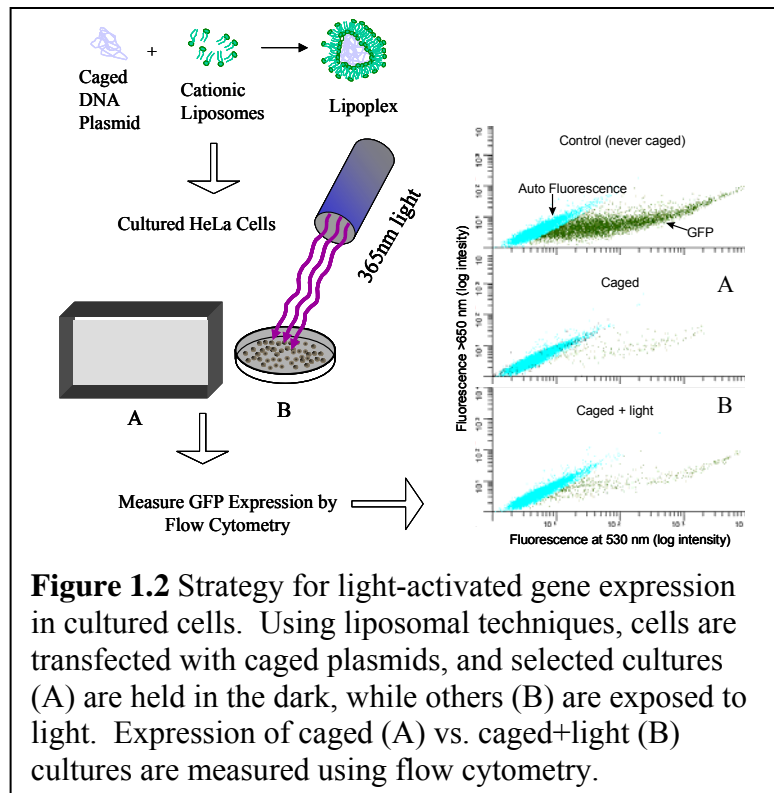 Caged
DNA
Plasmid
+
Cationic
Liposomes
Lipoplex
Cultured HeLa Cells
365nm light
A
B
Measure GFP Expression by
Flow Cytometry
Control (never caged)
Auto Fluorescence
GFP
A
Caged
B
Caged + light
Fluorescence >650 nm (log intesity)
Fluorescence at 530 nm (log intensity)
Figure 1.2 Strategy for light-activated gene expression
in cultured cells. Using liposomal techniques, cells are
transfected with caged plasmids, and selected cultures
(A) are held in the dark, while others (B) are exposed to
light. Expression of caged (A) vs. caged+light (B)
cultures are measured using flow cytometry.